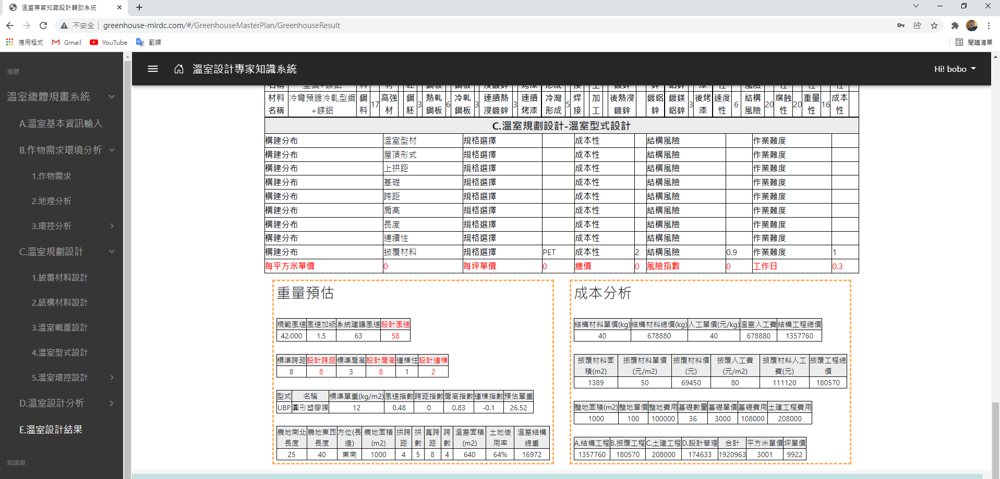 溫室專家知識設計輔助系統
不安全 greenhouse-mirdc.com/#/GreenhouseMasterPlan/GreenhouseResult
應用程式 Gmail YouTube 翻譯 閱讀清單
規劃
溫室總體規畫系統
A.溫室基本資訊輸入
B.作物需求環境分析
1.作物需求
2.地理分析
3.環控分析
C.溫室規劃設計
1.披覆材料設計
2.結構材料設計
3.溫室載重設計
4.溫室型式設計
5.溫室環控設計
D.溫室設計分析
E.溫室設計結果
知識庫
溫室設計專家知識系統 Hi! bobo
材料 冷彎預鍍冷軋型鋼 鋼 17 高強 鋼 3 熱軋 6 冷軋 3 連續熱 3 連續 冷灣 5 焊 加 後熱浸 鍍鋁 鍍鎂 3 後烤 速度 6 結構 20 腐蝕 20 重量 16 成本
名稱 +鎂鋁 料 材 胚 鋼板 鋼板 浸鍍鋅 烤漆 形成 接 工 鍍鋅 鋅 鋁鋅 漆 性 風險 性 性 性
C.溫室規劃設計-溫室型式設計
構建分布 溫室型材 規格選擇 成本性 結構風險 作業難度
構建分布 屋頂形式 規格選擇 成本性 結構風險 作業難度
構建分布 上拱距 規格選擇 成本性 結構風險 作業難度
構建分布 基礎 規格選擇 成本性 結構風險 作業難度
構建分布 跨距 規格選擇 成本性 結構風險 作業難度
構建分布 肩高 規格選擇 成本性 結構風險 作業難度
構建分布 長度 規格選擇 成本性 結構風險 作業難度
構建分布 連續性 規格選擇 成本性 結構風險 作業難度
構建分布 披覆材料 規格選擇 PET 成本性 2 結構風險 0.9 作業難度 1
每平方米單價 0 每坪單價 0 總價 0 風險指數 0 工作日 0.3
重量預估
規範風速 風速加級 系統建議風速 設計風速
42.000 1.5 63 58
標準跨距 設計跨距 標準肩高 設計肩高 連棟性 設計連棟
8 8 3 8 1 2
型式 名稱 標準單重(kg/m2) 風速指數 跨距指數 肩高指數 連棟指數 預估單重
UBP 圓形塑膠膜 12 0.48 0 0.83 -0.1 26.52
農地南北 農地東西 方位(長 農地面積 拱跨 拱 寬跨 跨 溫室面積 土地使 溫室結構
長度 長度 邊) (m2) 距 數 距 數 (m2) 用率 總重
25 40 東南 1000 4 5 8 4 640 64% 16972
成本分析
結構材料單價(kg) 結構材料總價(kg) 人工單價(元/kg) 溫室人工費 結構工程總價
40 678880 40 678880 1357760
披覆材料面 披覆材料單價 披覆材料價 披覆人工費 披覆材料人工 披覆工程總
積(m2) (元/m2) (元) (元/m2) 費(元) 價
1389 50 69450 80 111120 180570
整地面積(m2) 整地單價 整地費用 基礎數量 基礎單價 基礎費用 土建工程費用
1000 100 100000 36 3000 108000 208000
A.結構工程 B.披覆工程 C.土建工程 D.設計管理 合計 平方米單價 坪單價
1357760 180570 208000 174633 1920963 3001 9922